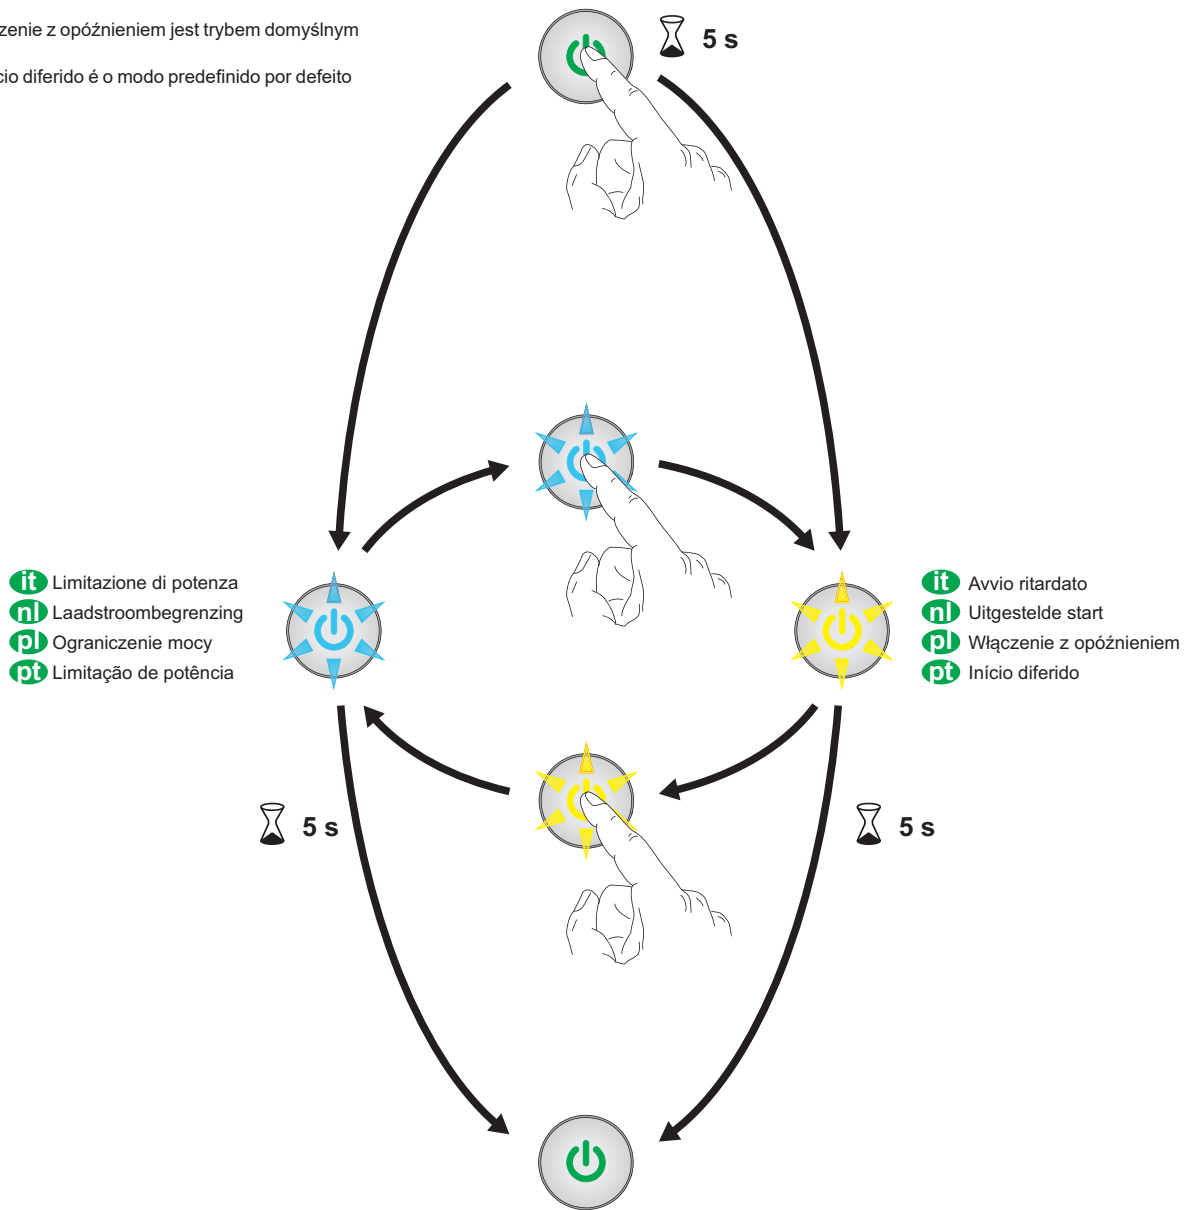 zenie z opóźnieniem jest trybem domyślnym
5 s
cio diferido é o modo predefinido por defeito
it Limitazione di potenza
nl Laadstroombegrenzing
pl Ograniczenie mocy
pt Limitação de potência
it Avvio ritardato
nl Uitgestelde start
pl Włączenie z opóźnieniem
pt Início diferido
5 s
5 s